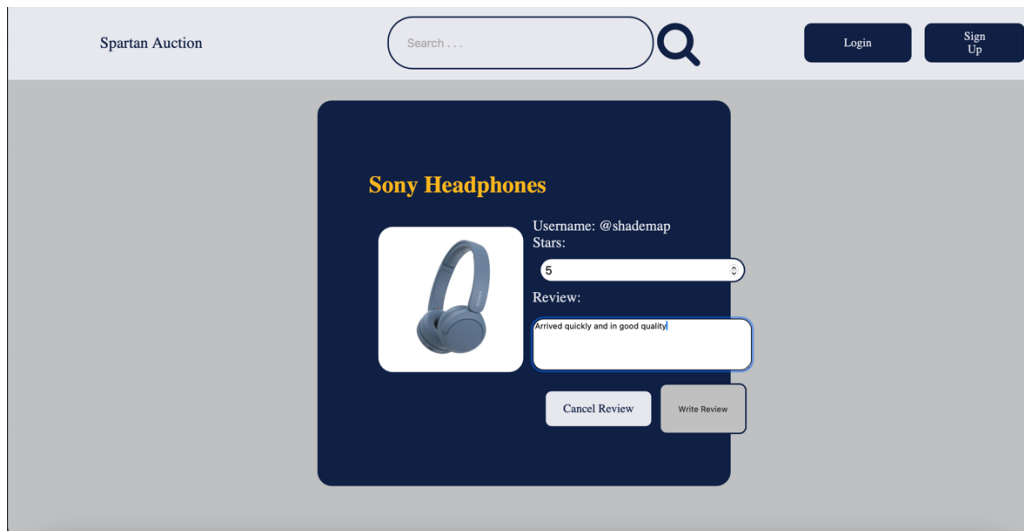 Spartan Auction
Search . . .
Login
Sign
Up
Sony Headphones
Username: @shademap
Stars:
5
Review:
Arrived quickly and in good quality
Cancel Review
Write Review